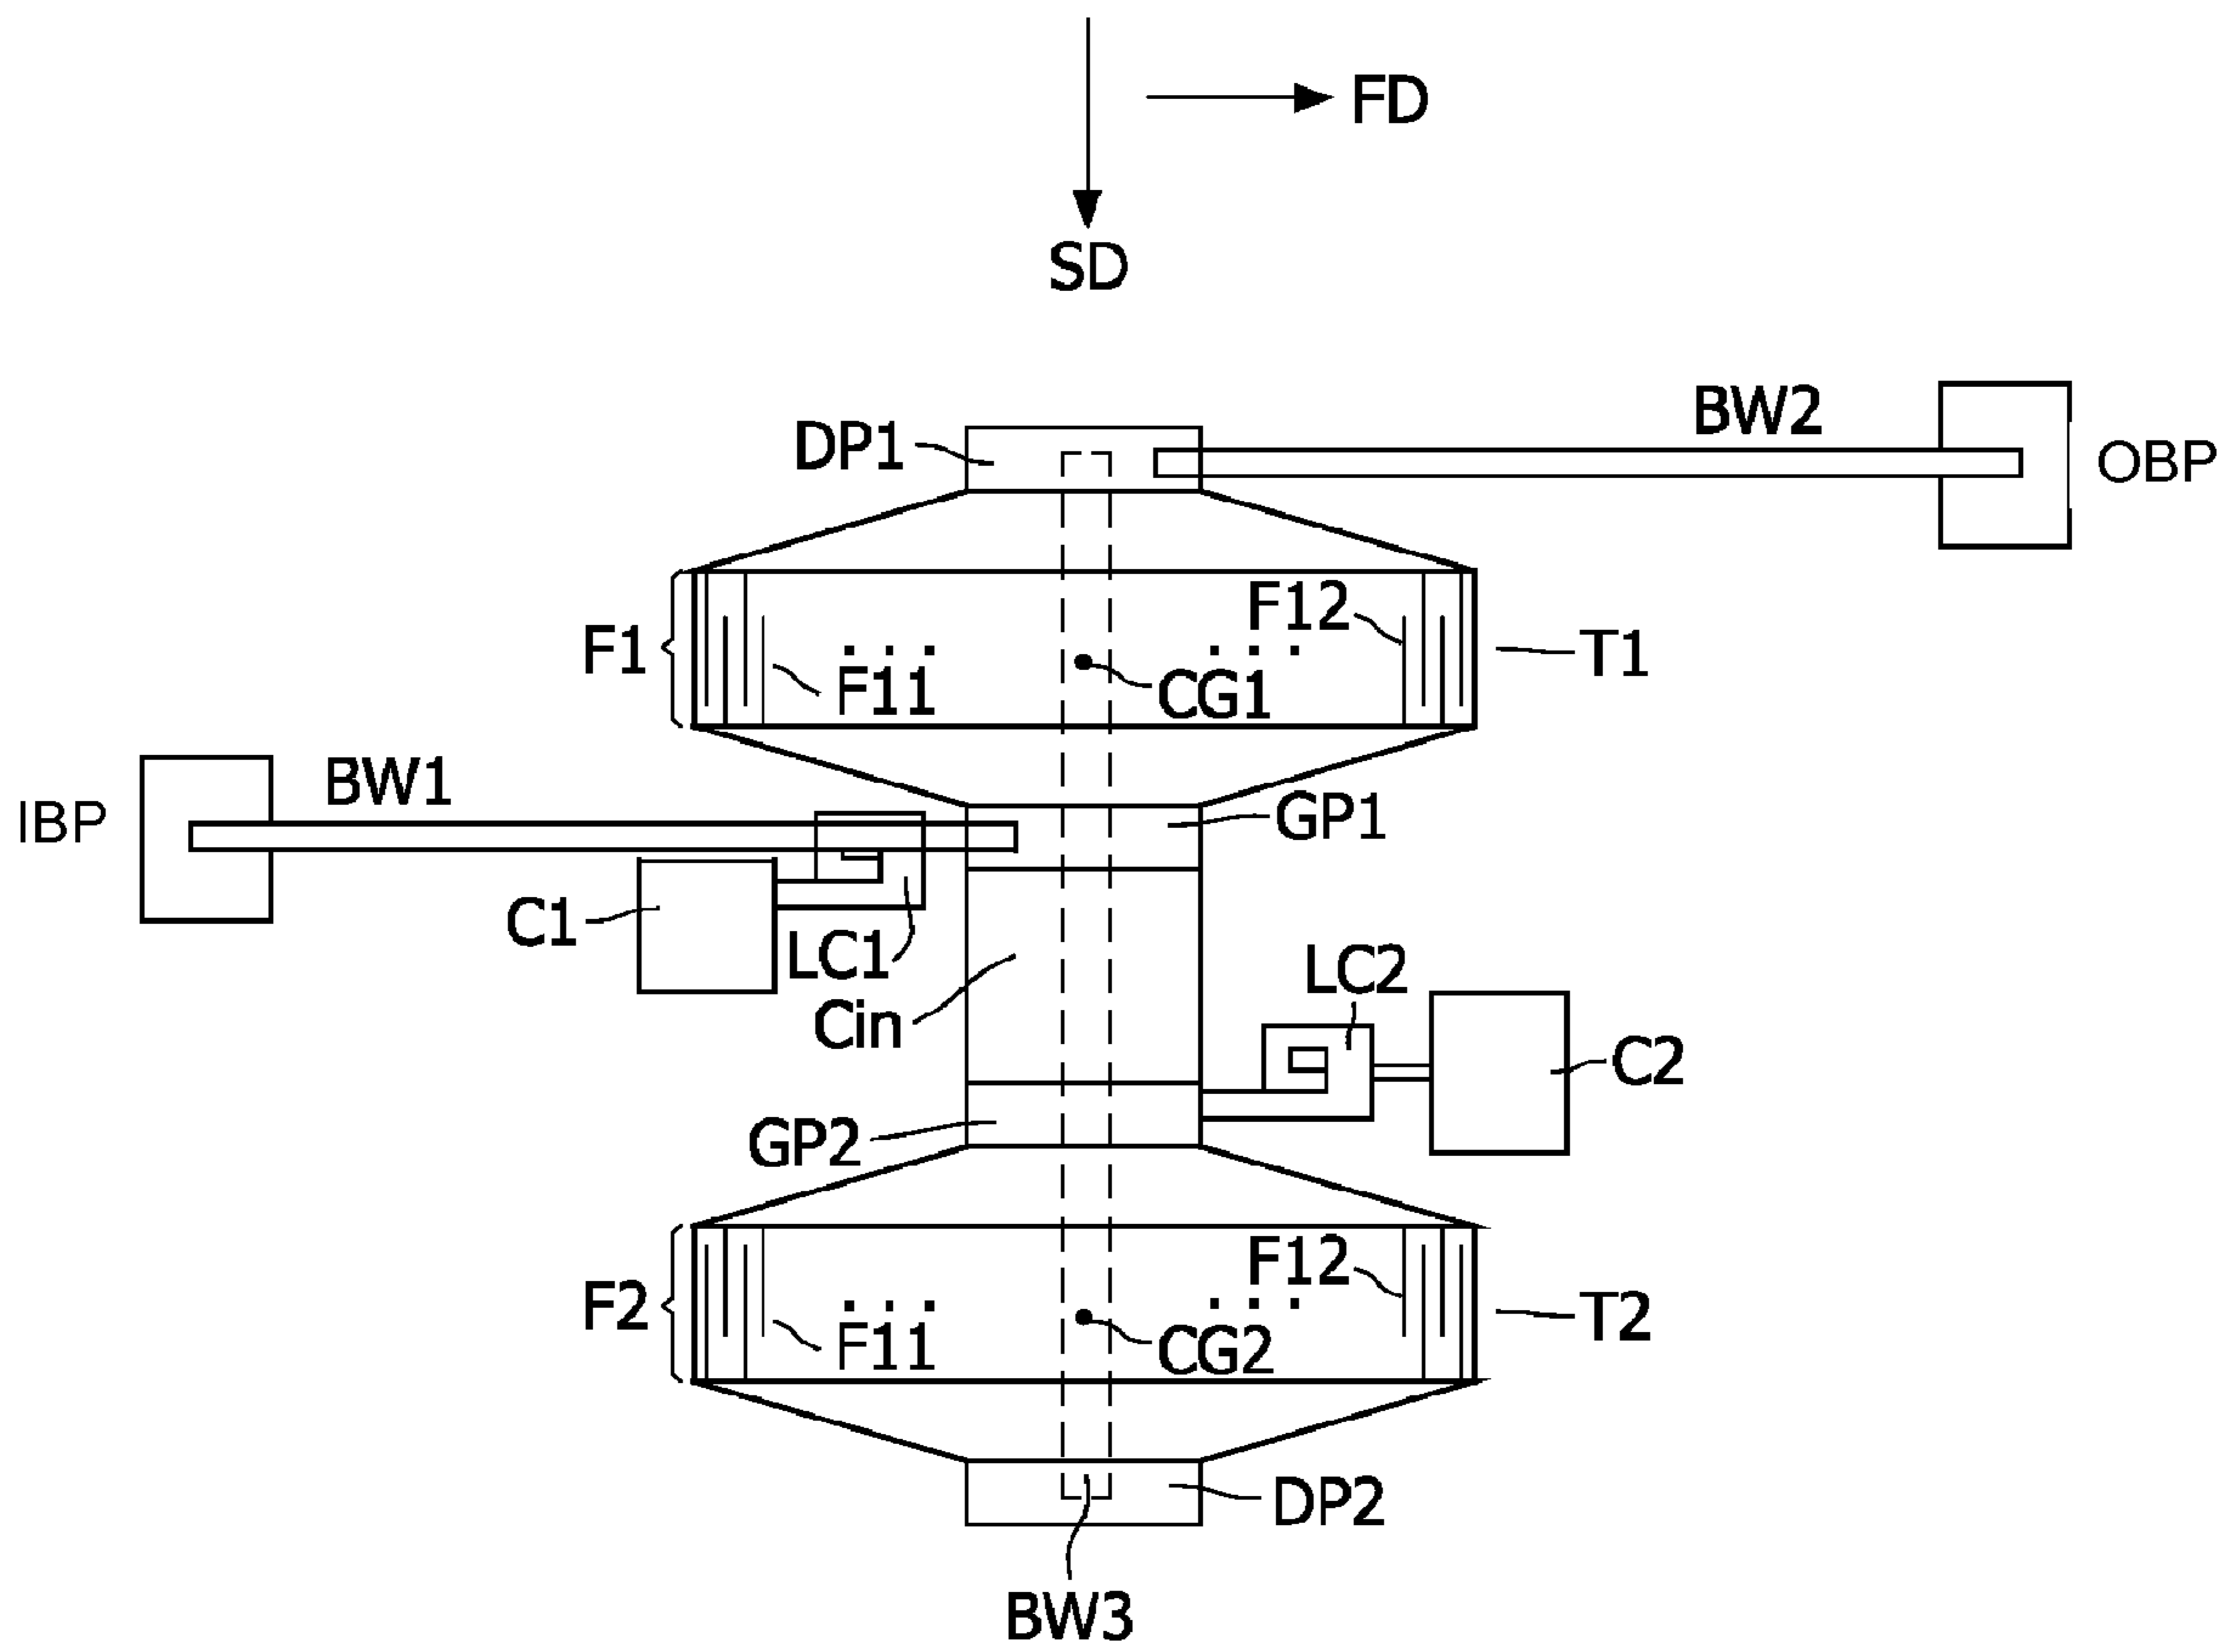 FD
SD
BW2
DP1
OBP
F12
F1
T1
F11
CG1
BW1
GP1
IBP
C1
LC1
LC2
Cin
C2
GP2
F12
F2
T2
F11
CG2
DP2
BW3